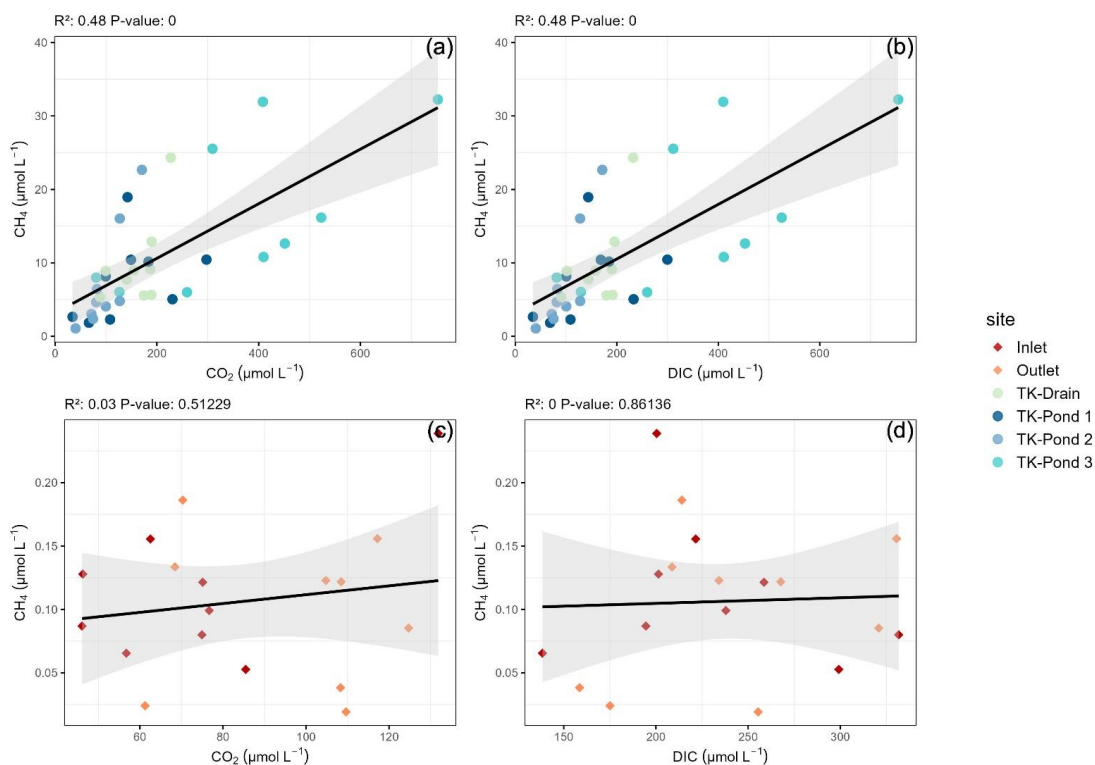 R²: 0.48 P-value: 0
(a)
40
30
20
10
0
CH₄ (µmol L⁻¹)
0 200 400 600
CO₂ (µmol L⁻¹)
R²: 0.48 P-value: 0
(b)
40
30
20
10
0
CH₄ (µmol L⁻¹)
0 200 400 600
DIC (µmol L⁻¹)
R²: 0.03 P-value: 0.51229
(c)
0.20
0.15
0.10
0.05
CH₄ (µmol L⁻¹)
60 80 100 120
CO₂ (µmol L⁻¹)
R²: 0 P-value: 0.86136
(d)
0.20
0.15
0.10
0.05
CH₄ (µmol L⁻¹)
150 200 250 300
DIC (µmol L⁻¹)
site
Inlet
Outlet
TK-Drain
TK-Pond 1
TK-Pond 2
TK-Pond 3